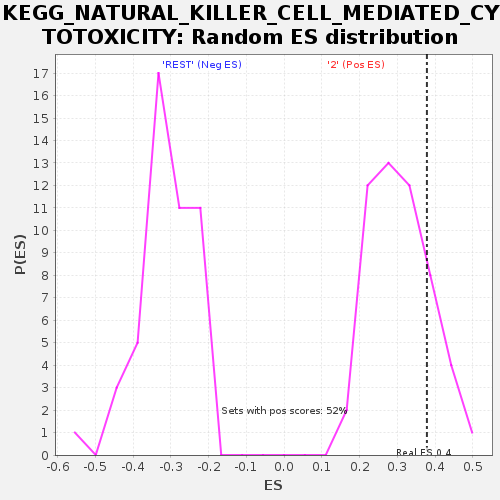 KEGG_NATURAL_KILLER_CELL_MEDIATED_CY
TOTOXICITY: Random ES distribution
'REST' (Neg ES)
'2' (Pos ES)
17
16
15
14
13
12
11
10
9
8
7
6
5
4
3
2
1
0
P(ES)
Sets with pos scores: 52%
Real ES 0.4
-0.6 -0.5 -0.4 -0.3 -0.2 -0.1 0.0 0.1 0.2 0.3 0.4 0.5
ES